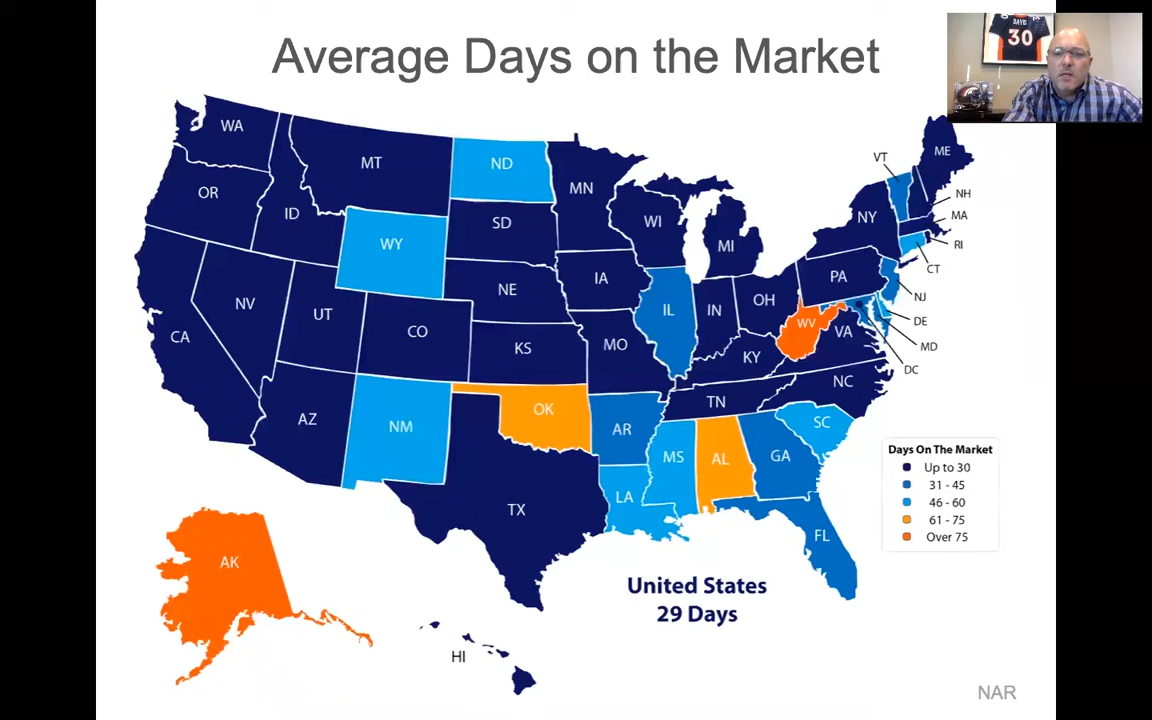 Average Days on the Market
DAVIS
30
WA
OR
CA
NV
ID
MT
WY
UT
AZ
CO
NM
ND
SD
NE
KS
OK
TX
MN
IA
MO
AR
LA
WI
IL
MS
MI
IN
KY
TN
AL
OH
WV
GA
FL
SC
NC
VA
PA
NY
VT
ME
NH
MA
RI
CT
NJ
DE
MD
DC
AK
HI
Days On The Market
Up to 30
31 - 45
46 - 60
61 - 75
Over 75
United States
29 Days
NAR